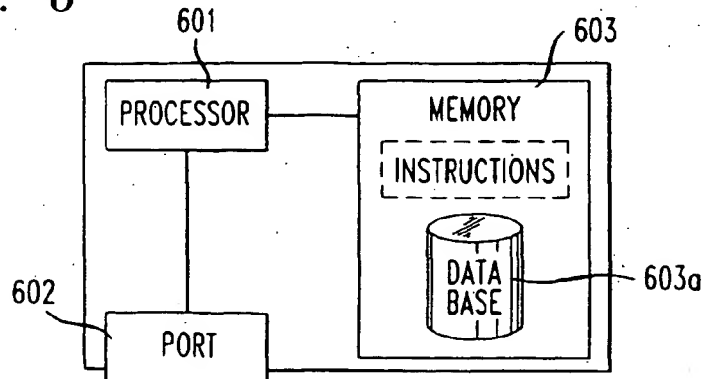 601
603
PROCESSOR
MEMORY
INSTRUCTIONS
DATA
BASE
603a
602
PORT